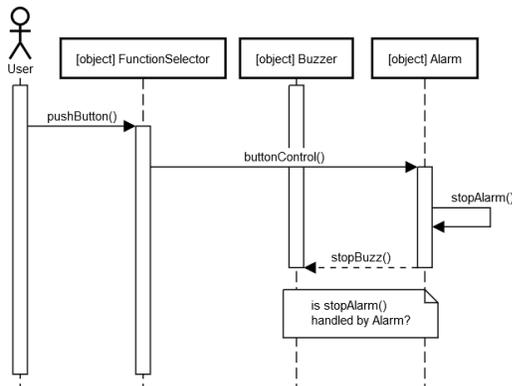 User
[object] FunctionSelector
[object] Buzzer
[object] Alarm
pushButton()
buttonControl()
stopAlarm()
stopBuzz()
is stopAlarm()
handled by Alarm?